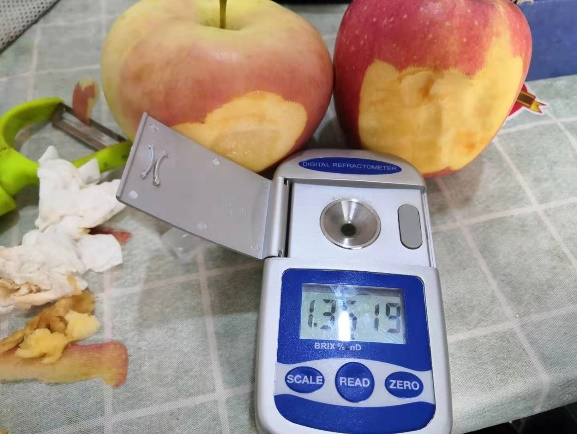 DIGITAL REFRACTOMETER
1.3519
BRIX % nD
SCALE
READ
ZERO